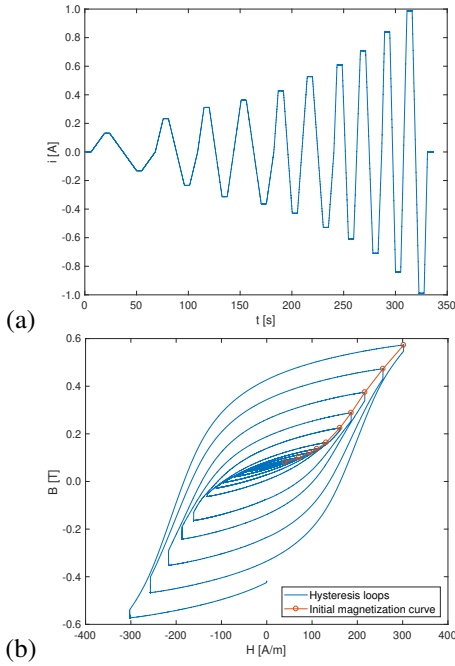 1.0
0.8
0.6
0.4
0.2
0.0
-0.2
-0.4
-0.6
-0.8
-1.0
i [A]
0 50 100 150 200 250 300 350
t [s]
(a)
0.6
0.4
0.2
0.0
-0.2
-0.4
-0.6
B [T]
Hysteresis loops
Initial magnetization curve
-400 -300 -200 -100 0 100 200 300 400
H [A/m]
(b)